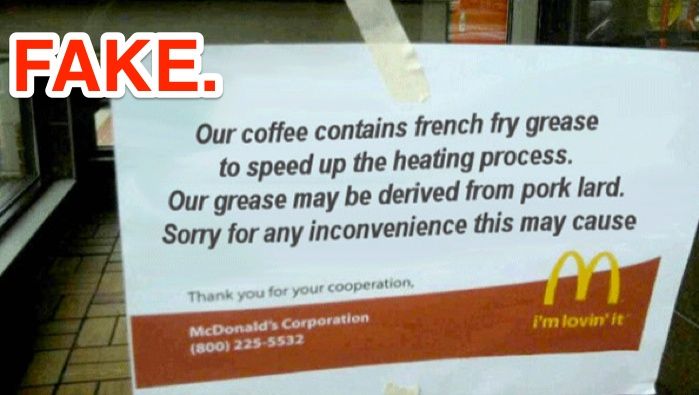 FAKE.
Our coffee contains french fry grease
to speed up the heating process.
Our grease may be derived from pork lard.
Sorry for any inconvenience this may cause
Thank you for your cooperation,
McDonald's Corporation
(800) 225-5532
i'm lovin' it